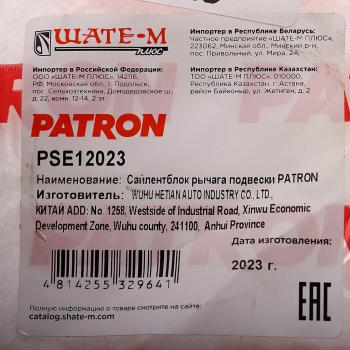 ШАТЕ-М
ПЛЮС
Импортер в Республике Беларусь:
Частное предприятие «ШАТЕ-М ПЛЮС»,
223062, Минская обл., Минский р-н,
пос. Привольный, ул. Мира, 2А
Импортер в Российской Федерации:
ООО «ШАТЕ-М ПЛЮС», 142116,
РФ, Московская обл., г. Подольск,
пос. Сельхозтехника, Домодедовское ш.,
д. 22, комн. 12-14, 2 эт.
Импортер в Республике Казахстан:
ТОО «ШАТЕ-М ПЛЮС», 010000,
Республика Казахстан, г. Астана,
район Байконыр, ул. Жетиген, д. 2
PATRON
PSE12023
Наименование: Сайлентблок рычага подвески PATRON
Изготовитель: WUHU HETIAN AUTO INDUSTRY CO., LTD.,
КИТАЙ ADD: No. 1258, Westside of Industrial Road, Xinwu Economic
Development Zone, Wuhu county, 241100, Anhui Province
Дата изготовления:
2023 г.
4 814255 329641
EAC
Полную информацию о товаре смотрите на сайте:
catalog.shate-m.com